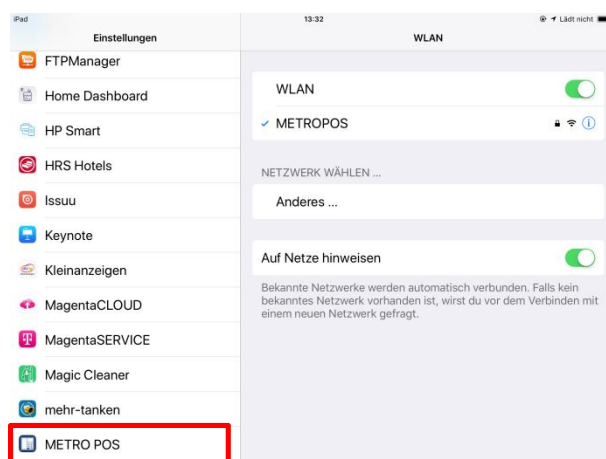 iPad
13:32
Lädt nicht
Einstellungen
WLAN
FTPManager
Home Dashboard
HP Smart
HRS Hotels
Issuu
Keynote
Kleinanzeigen
MagentaCLOUD
MagentaSERVICE
Magic Cleaner
mehr-tanken
METRO POS
WLAN
METROPOS
NETZWERK WÄHLEN ...
Anderes ...
Auf Netze hinweisen
Bekannte Netzwerke werden automatisch verbunden. Falls kein
bekanntes Netzwerk vorhanden ist, wirst du vor dem Verbinden mit
einem neuen Netzwerk gefragt.